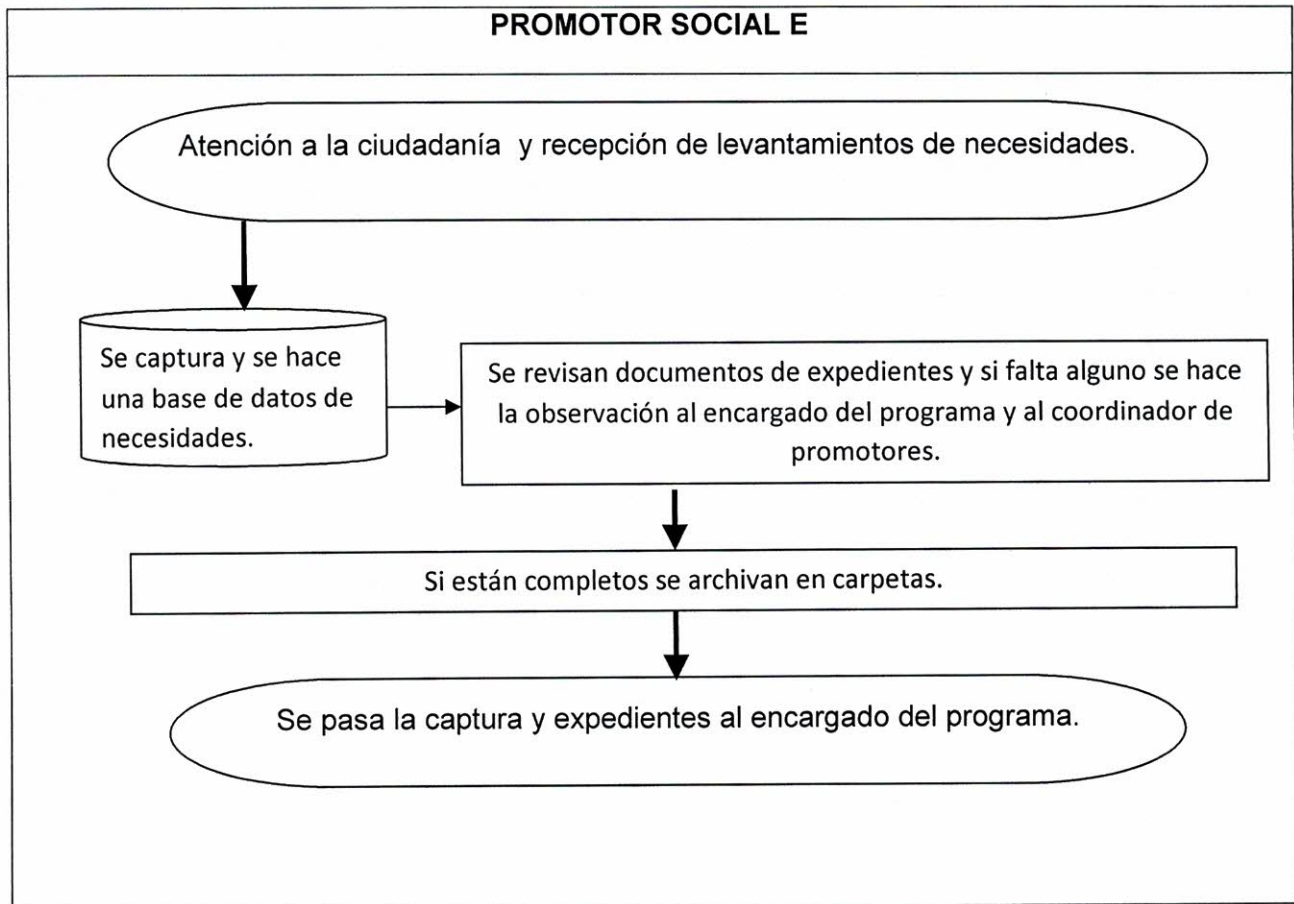 PROMOTOR SOCIAL E
Atención a la ciudadanía y recepción de levantamientos de necesidades.
Se captura y se hace
una base de datos de
necesidades.
Se revisan documentos de expedientes y si falta alguno se hace
la observación al encargado del programa y al coordinador de
promotores.
Si están completos se archivan en carpetas.
Se pasa la captura y expedientes al encargado del programa.